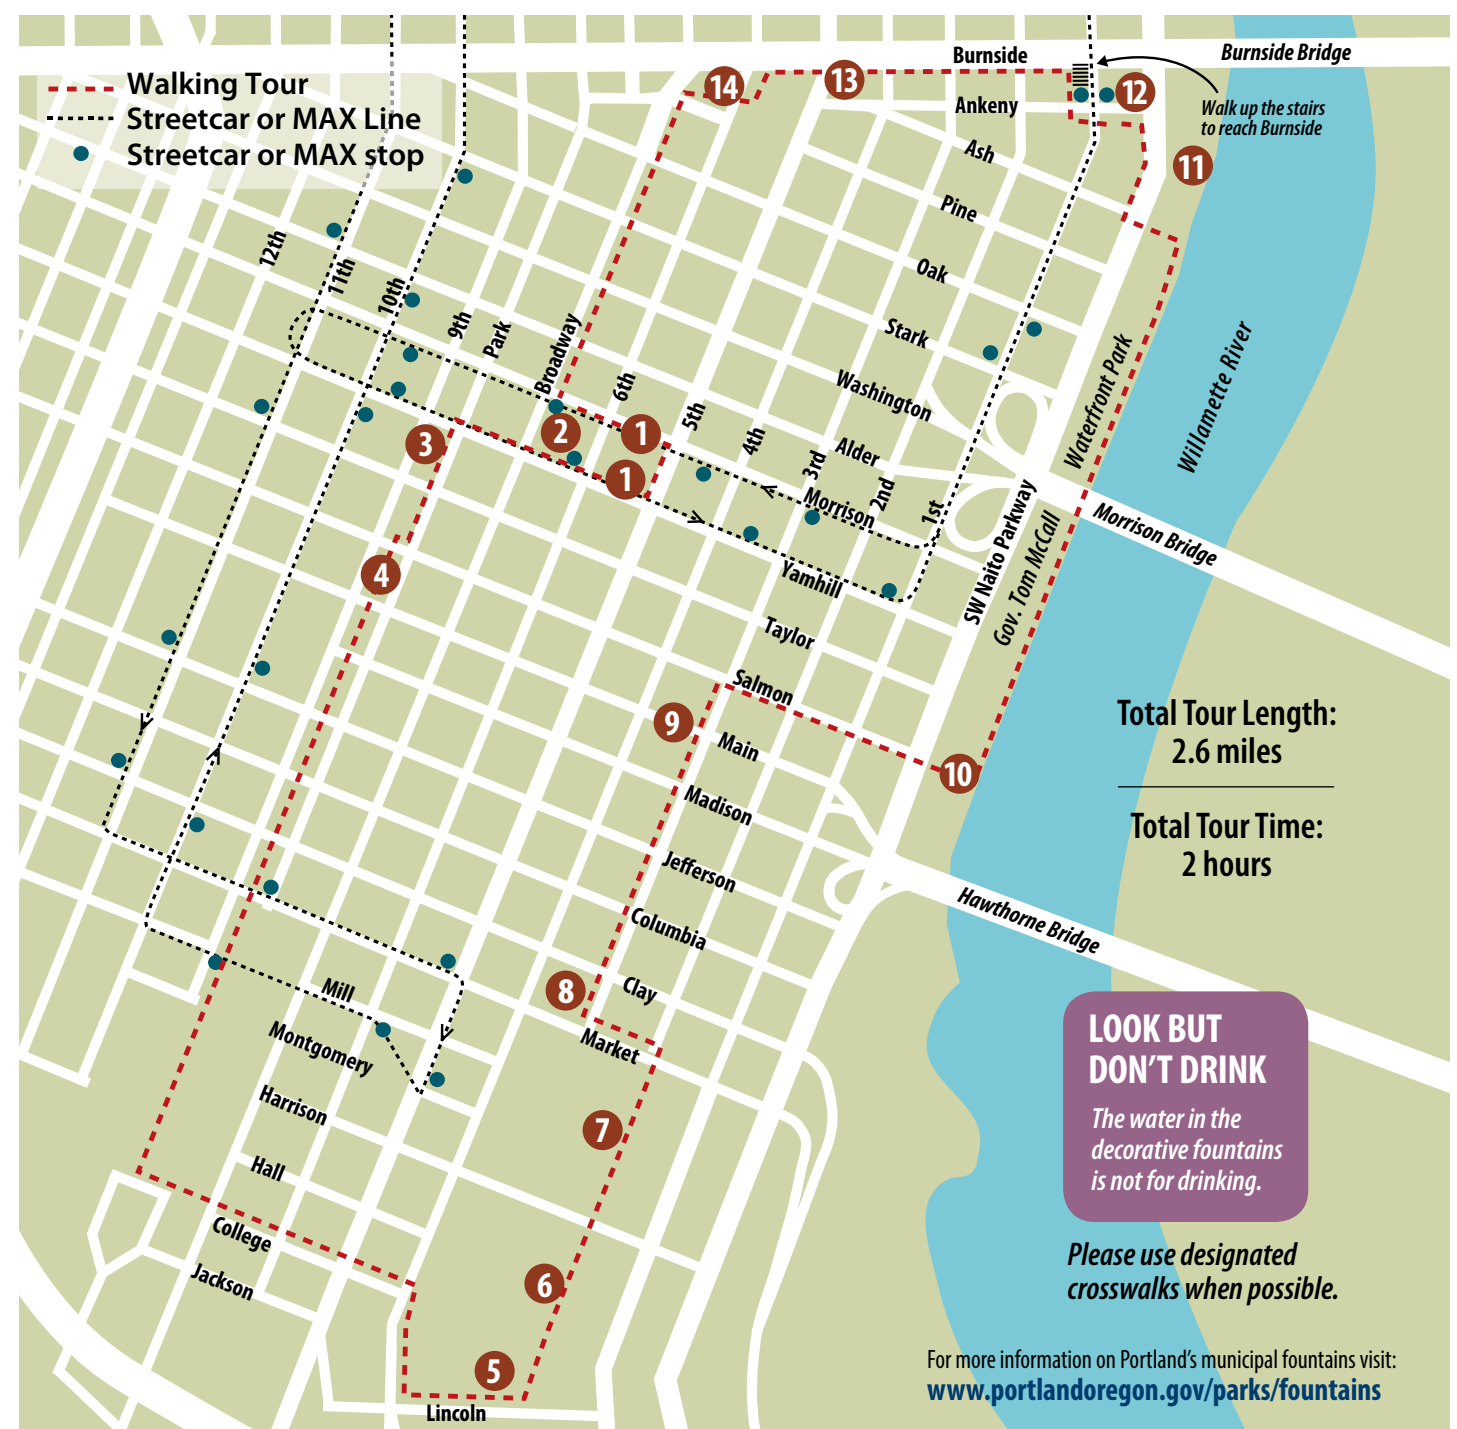 Walking Tour
Streetcar or MAX Line
Streetcar or MAX stop
Burnside
Burnside Bridge
14
13
12
Ankeny
Walk up the stairs
to reach Burnside
Ash
11
Pine
12th
11th
10th
Oak
9th
Park
Broadway
Stark
Washington
Waterfront Park
Willamette River
6th
5th
4th
3rd
2nd
1st
Alder
Morrison
1
2
3
1
SW Naito Parkway
Gov. Tom McCall
Morrison Bridge
4
Yamhill
Taylor
Salmon
9
Main
10
Total Tour Length:
2.6 miles
Total Tour Time:
2 hours
Madison
Jefferson
Columbia
Hawthorne Bridge
8
Clay
Mill
Market
Montgomery
LOOK BUT
DON'T DRINK
The water in the
decorative fountains
is not for drinking.
Harrison
7
Hall
College
Jackson
6
Please use designated
crosswalks when possible.
5
Lincoln
For more information on Portland's municipal fountains visit:
www.portlandoregon.gov/parks/fountains